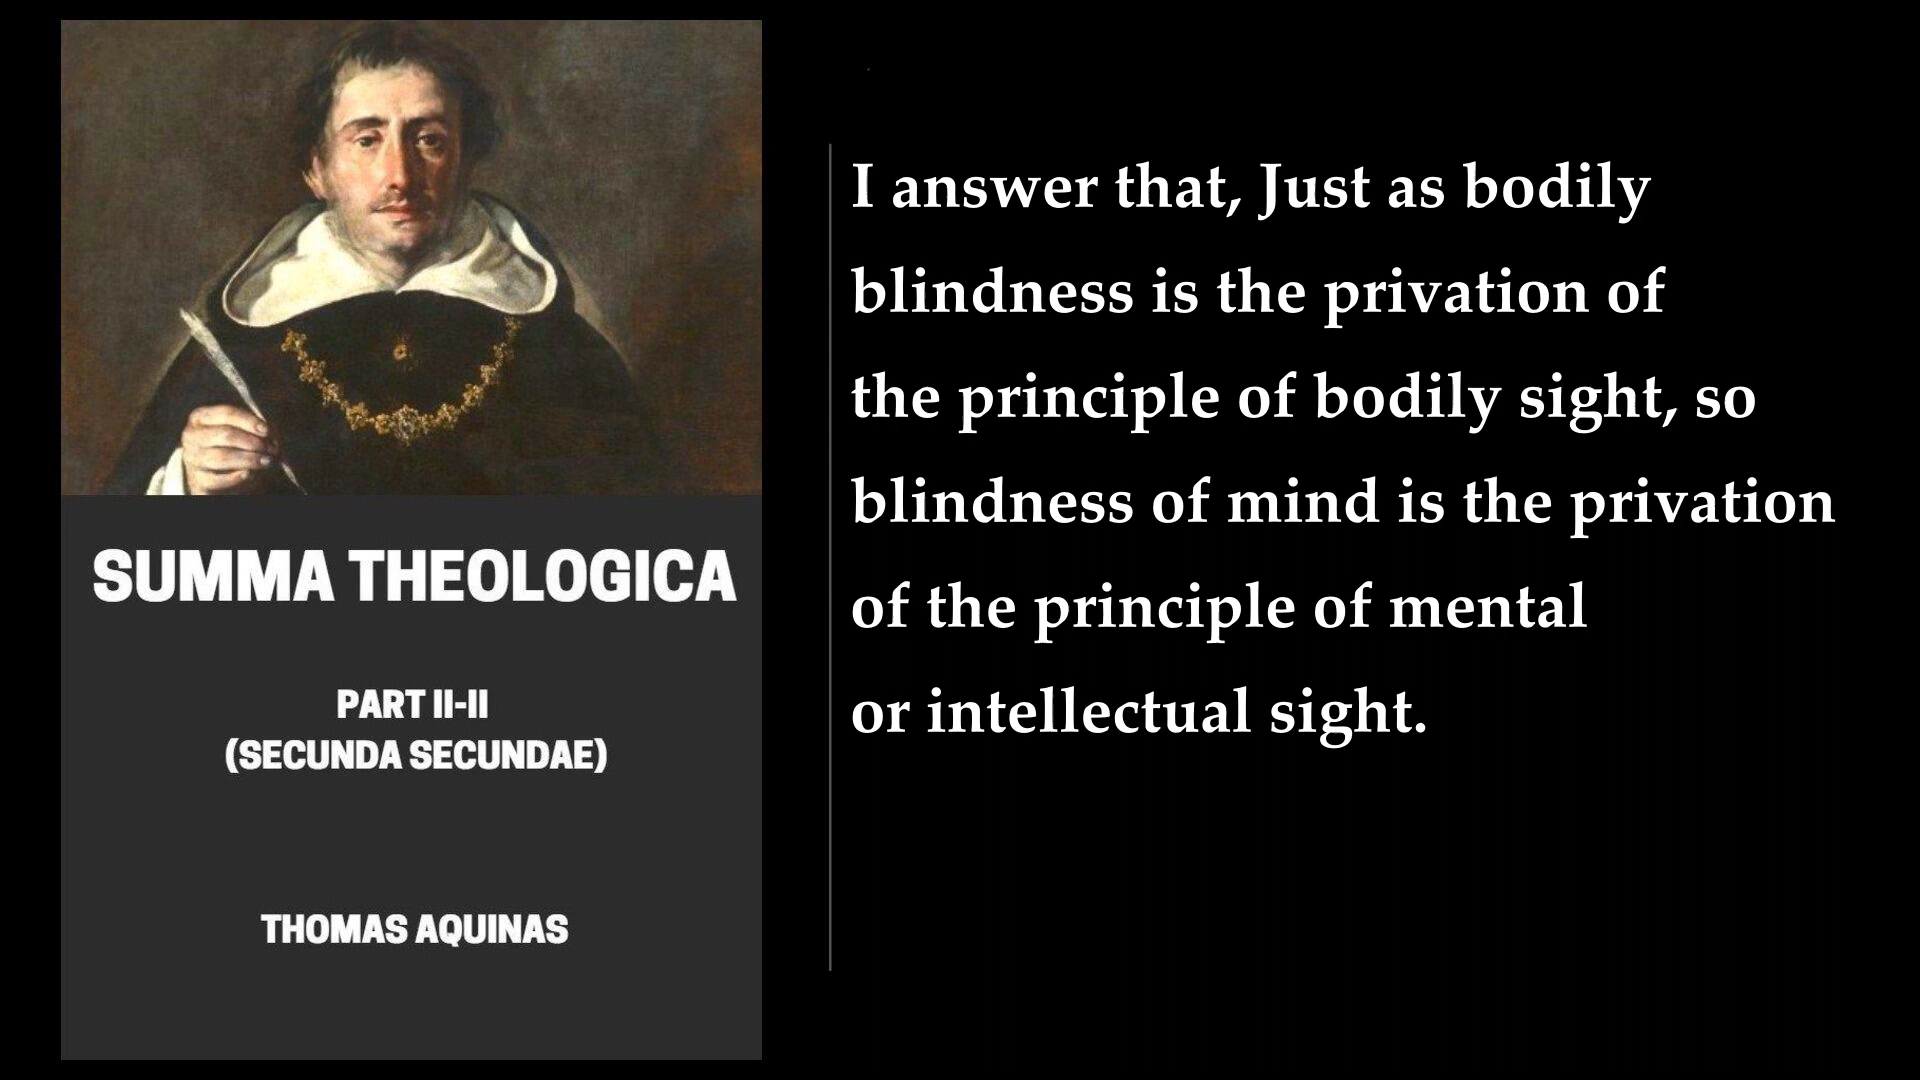 SUMMA THEOLOGICA
PART II-II
(SECUNDA SECUNDAE)
THOMAS AQUINAS
I answer that, Just as bodily
blindness is the privation of
the principle of bodily sight, so
blindness of mind is the privation
of the principle of mental
or intellectual sight.